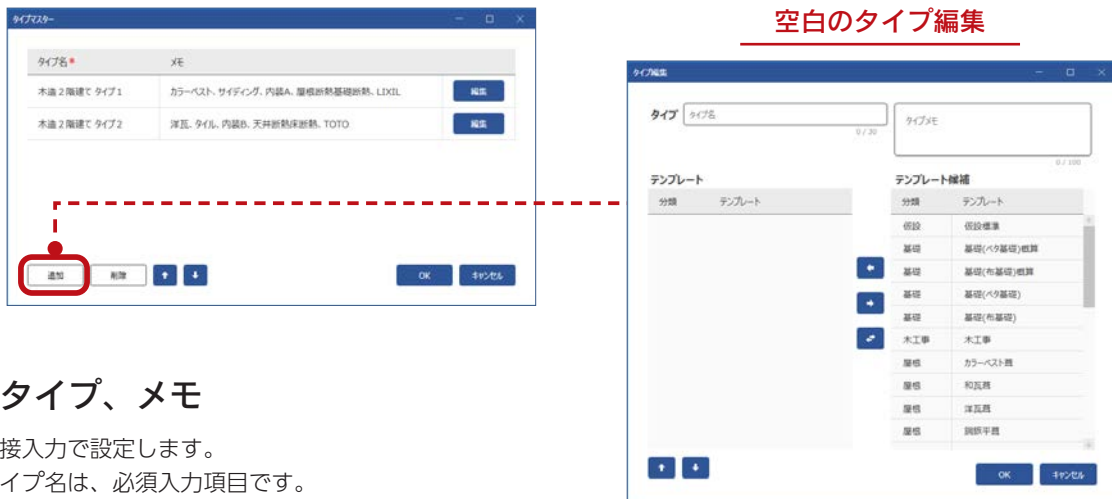 タイプマスター
タイプ名* メモ
木造2階建て タイプ1 カラーベスト、サイディング、内装A、屋根断熱基礎断熱、LIXIL 編集
木造2階建て タイプ2 洋瓦、タイル、内装B、天井断熱床断熱、TOTO 編集
追加 削除 OK キャンセル
空白のタイプ編集
タイプ編集
タイプ タイプ名 タイプメモ
0 / 30
0 / 100
テンプレート テンプレート候補
分類 テンプレート 分類 テンプレート
仮設 仮設標準
基礎 基礎(ベタ基礎)概算
基礎 基礎(布基礎)概算
基礎 基礎(ベタ基礎)
基礎 基礎(布基礎)
木工事 木工事
屋根 カラーベスト葺
屋根 和瓦葺
屋根 洋瓦葺
屋根 銅板平葺
OK キャンセル
タイプ、メモ
接入力で設定します。
イプ名は、必須入力項目です。